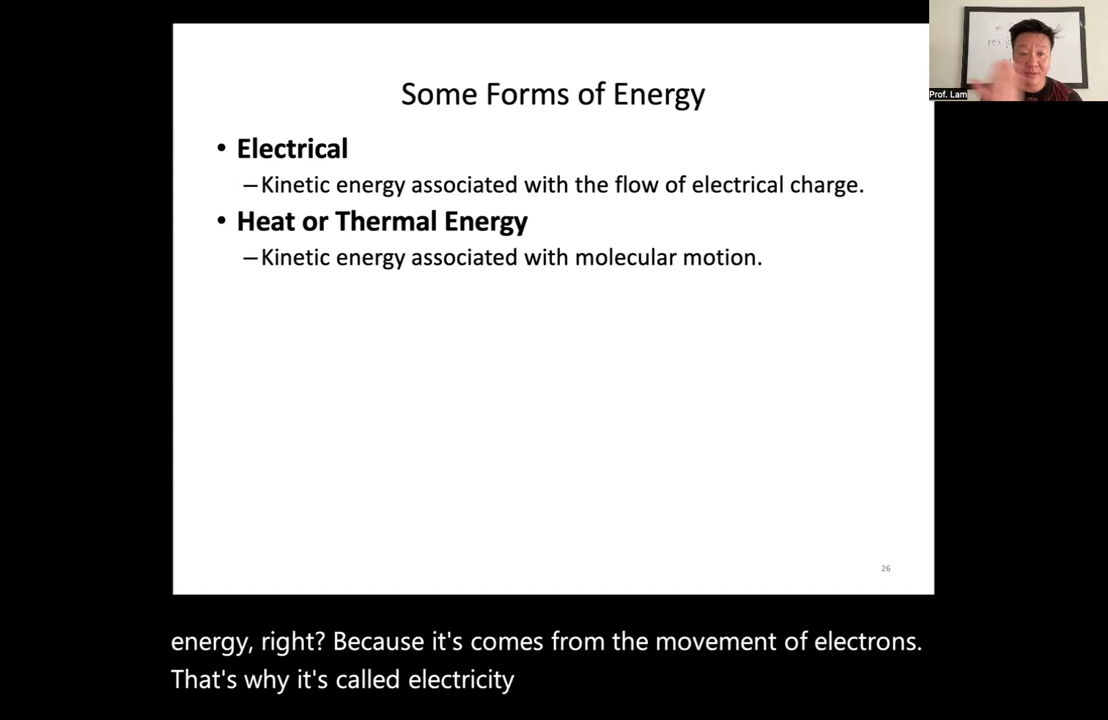 Some Forms of Energy
• Electrical
–Kinetic energy associated with the flow of electrical charge.
• Heat or Thermal Energy
–Kinetic energy associated with molecular motion.
26
Prof. Lam
energy, right? Because it's comes from the movement of electrons.
That's why it's called electricity